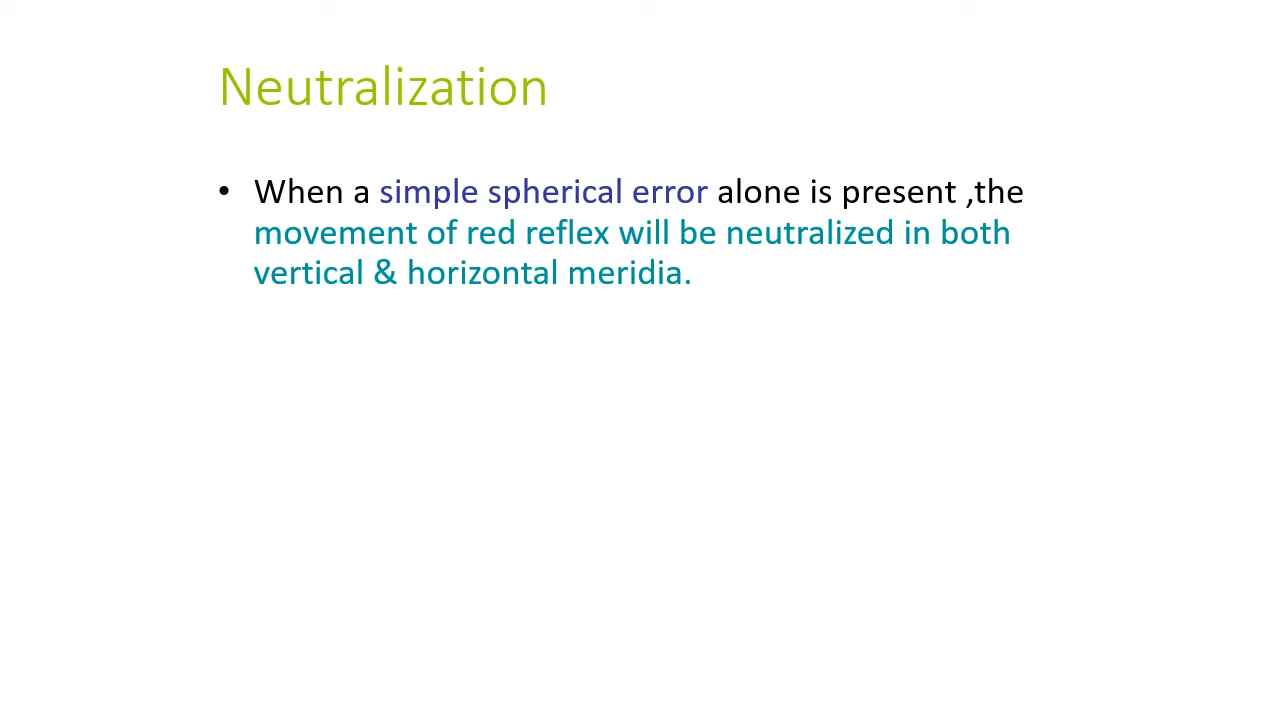 Neutralization
• When a simple spherical error alone is present ,the
movement of red reflex will be neutralized in both
vertical & horizontal meridia.